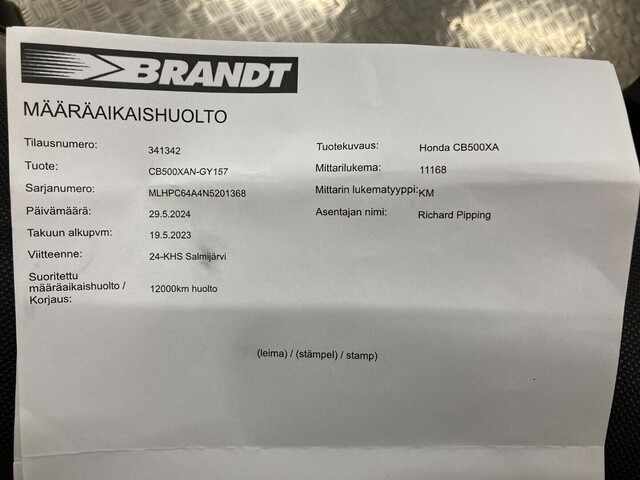 BRANDT
MÄÄRÄAIKAISHUOLTO
Tilausnumero: 341342
Tuotekuvaus: Honda CB500XA
Tuote: CB500XAN-GY157
Mittarilukema: 11168
Sarjanumero: MLHPC64A4N5201368
Mittarin lukematyyppi: KM
Päivämäärä: 29.5.2024
Asentajan nimi: Richard Pipping
Takuun alkupvm: 19.5.2023
Viitteenne: 24-KHS Salmijärvi
Suoritettu
määräaikaishuolto / 12000km huolto
Korjaus:
(leima) / (stämpel) / stamp)